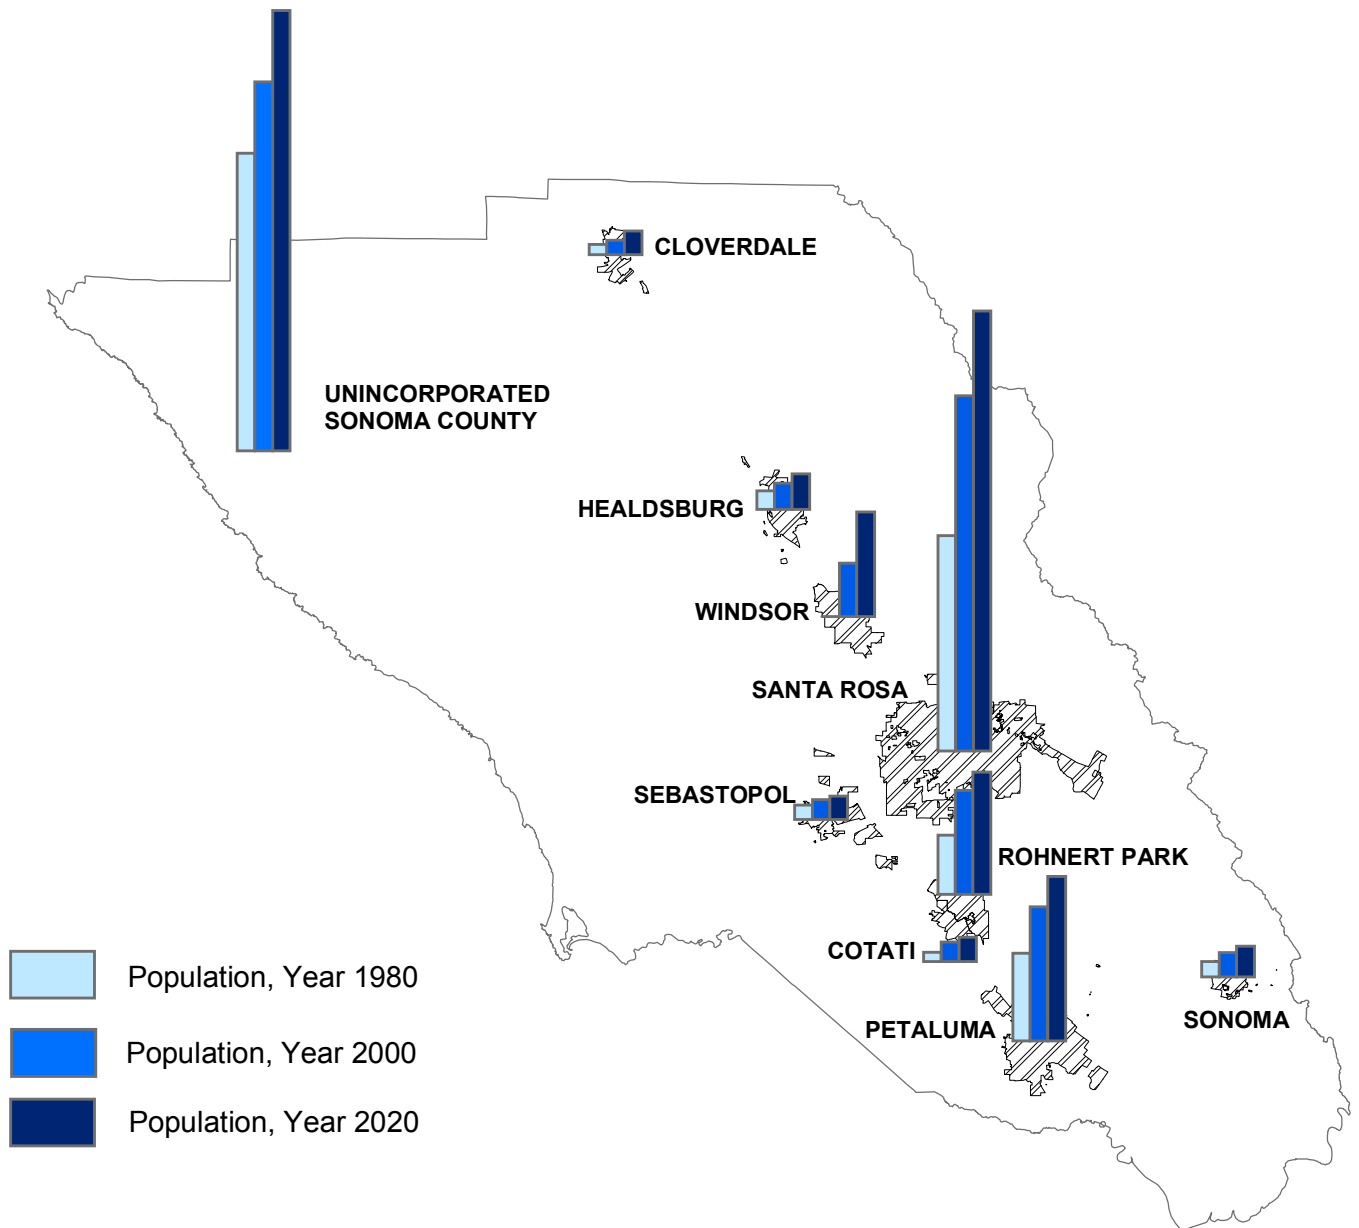 CLOVERDALE
UNINCORPORATED
SONOMA COUNTY
HEALDSBURG
WINDSOR
SANTA ROSA
SEBASTOPOL
ROHNERT PARK
COTATI
PETALUMA
SONOMA
Population, Year 1980
Population, Year 2000
Population, Year 2020